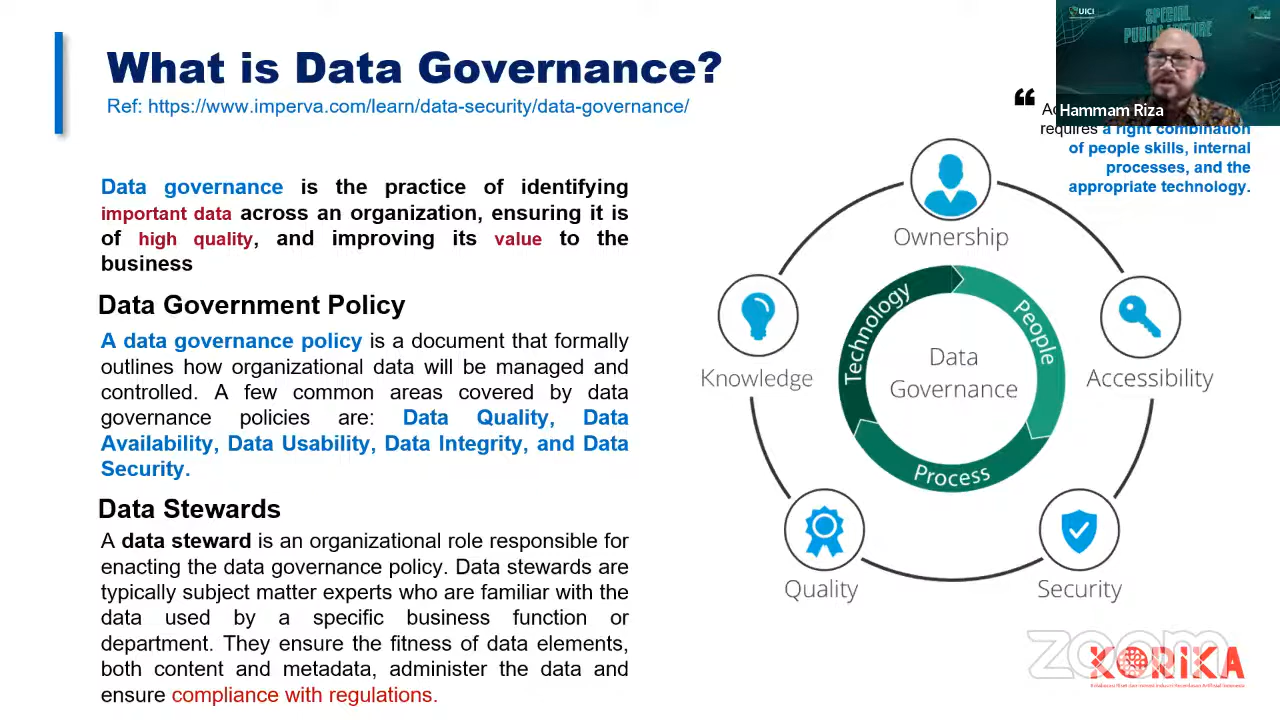 What is Data Governance?
Ref: https://www.imperva.com/learn/data-security/data-governance/
Data governance is the practice of identifying
important data across an organization, ensuring it is
of high quality, and improving its value to the
business
Data Government Policy
A data governance policy is a document that formally
outlines how organizational data will be managed and
controlled. A few common areas covered by data
governance policies are: Data Quality, Data
Availability, Data Usability, Data Integrity, and Data
Security.
Data Stewards
A data steward is an organizational role responsible for
enacting the data governance policy. Data stewards are
typically subject matter experts who are familiar with the
data used by a specific business function or
department. They ensure the fitness of data elements,
both content and metadata, administer the data and
ensure compliance with regulations.
UICI
SPECIAL
PUBLIC
Hammam Riza
“
requires a right combination
of people skills, internal
processes, and the
appropriate technology.
Ownership
Knowledge
Accessibility
Quality
Security
Technology
People
Process
Data
Governance
zoom
KORIKA